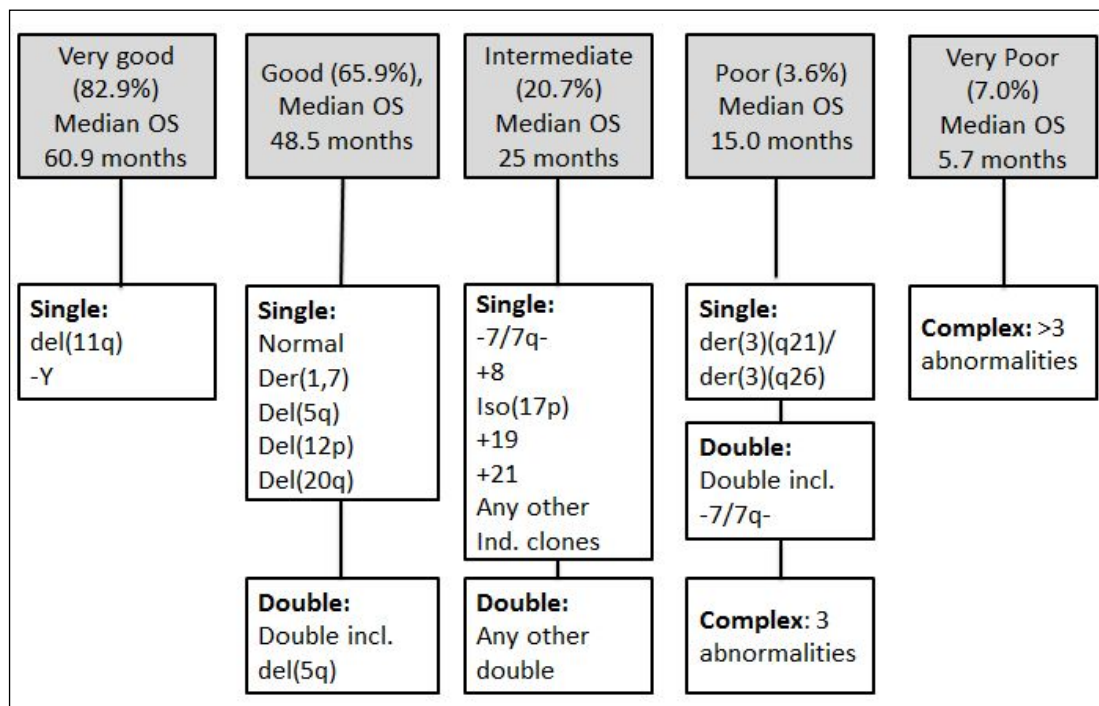 Very good
(82.9%)
Median OS
60.9 months
Single:
del(11q)
-Y
Good (65.9%),
Median OS
48.5 months
Single:
Normal
Der(1,7)
Del(5q)
Del(12p)
Del(20q)
Double:
Double incl.
del(5q)
Intermediate
(20.7%)
Median OS
25 months
Single:
-7/7q-
+8
Iso(17p)
+19
+21
Any other
Ind. clones
Double:
Any other
double
Poor (3.6%)
Median OS
15.0 months
Single:
der(3)(q21)/
der(3)(q26)
Double:
Double incl.
-7/7q-
Complex: 3
abnormalities
Very Poor
(7.0%)
Median OS
5.7 months
Complex: >3
abnormalities